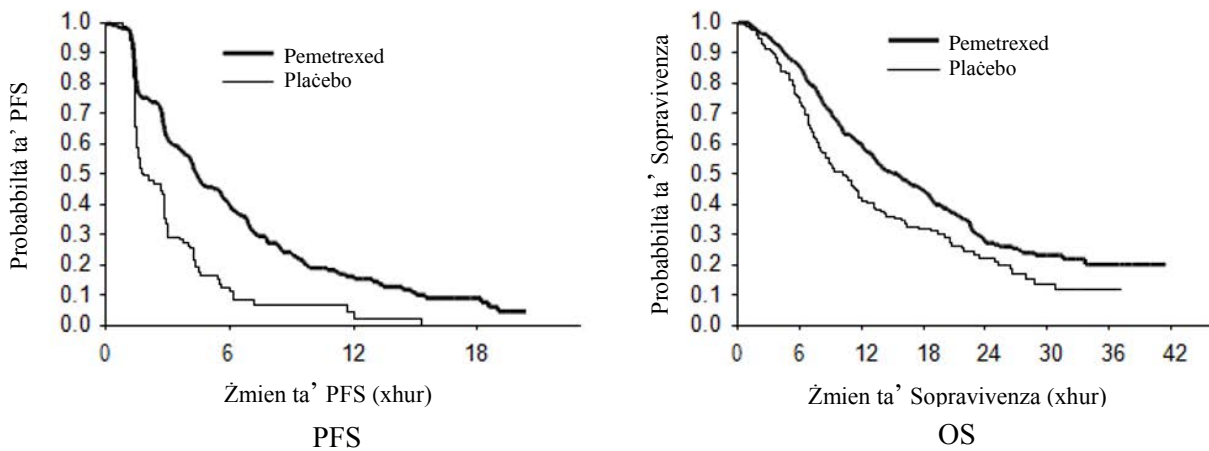 Probabbiltà ta' PFS
1.0
0.9
0.8
0.7
0.6
0.5
0.4
0.3
0.2
0.1
0.0
Pemetrexed
Plaċebo
0 6 12 18
Żmien ta' PFS (xhur)
PFS
Probabbiltà ta' Sopravivenza
1.0
0.9
0.8
0.7
0.6
0.5
0.4
0.3
0.2
0.1
0.0
Pemetrexed
Plaċebo
0 6 12 18 24 30 36 42
Żmien ta' Sopravivenza (xhur)
OS